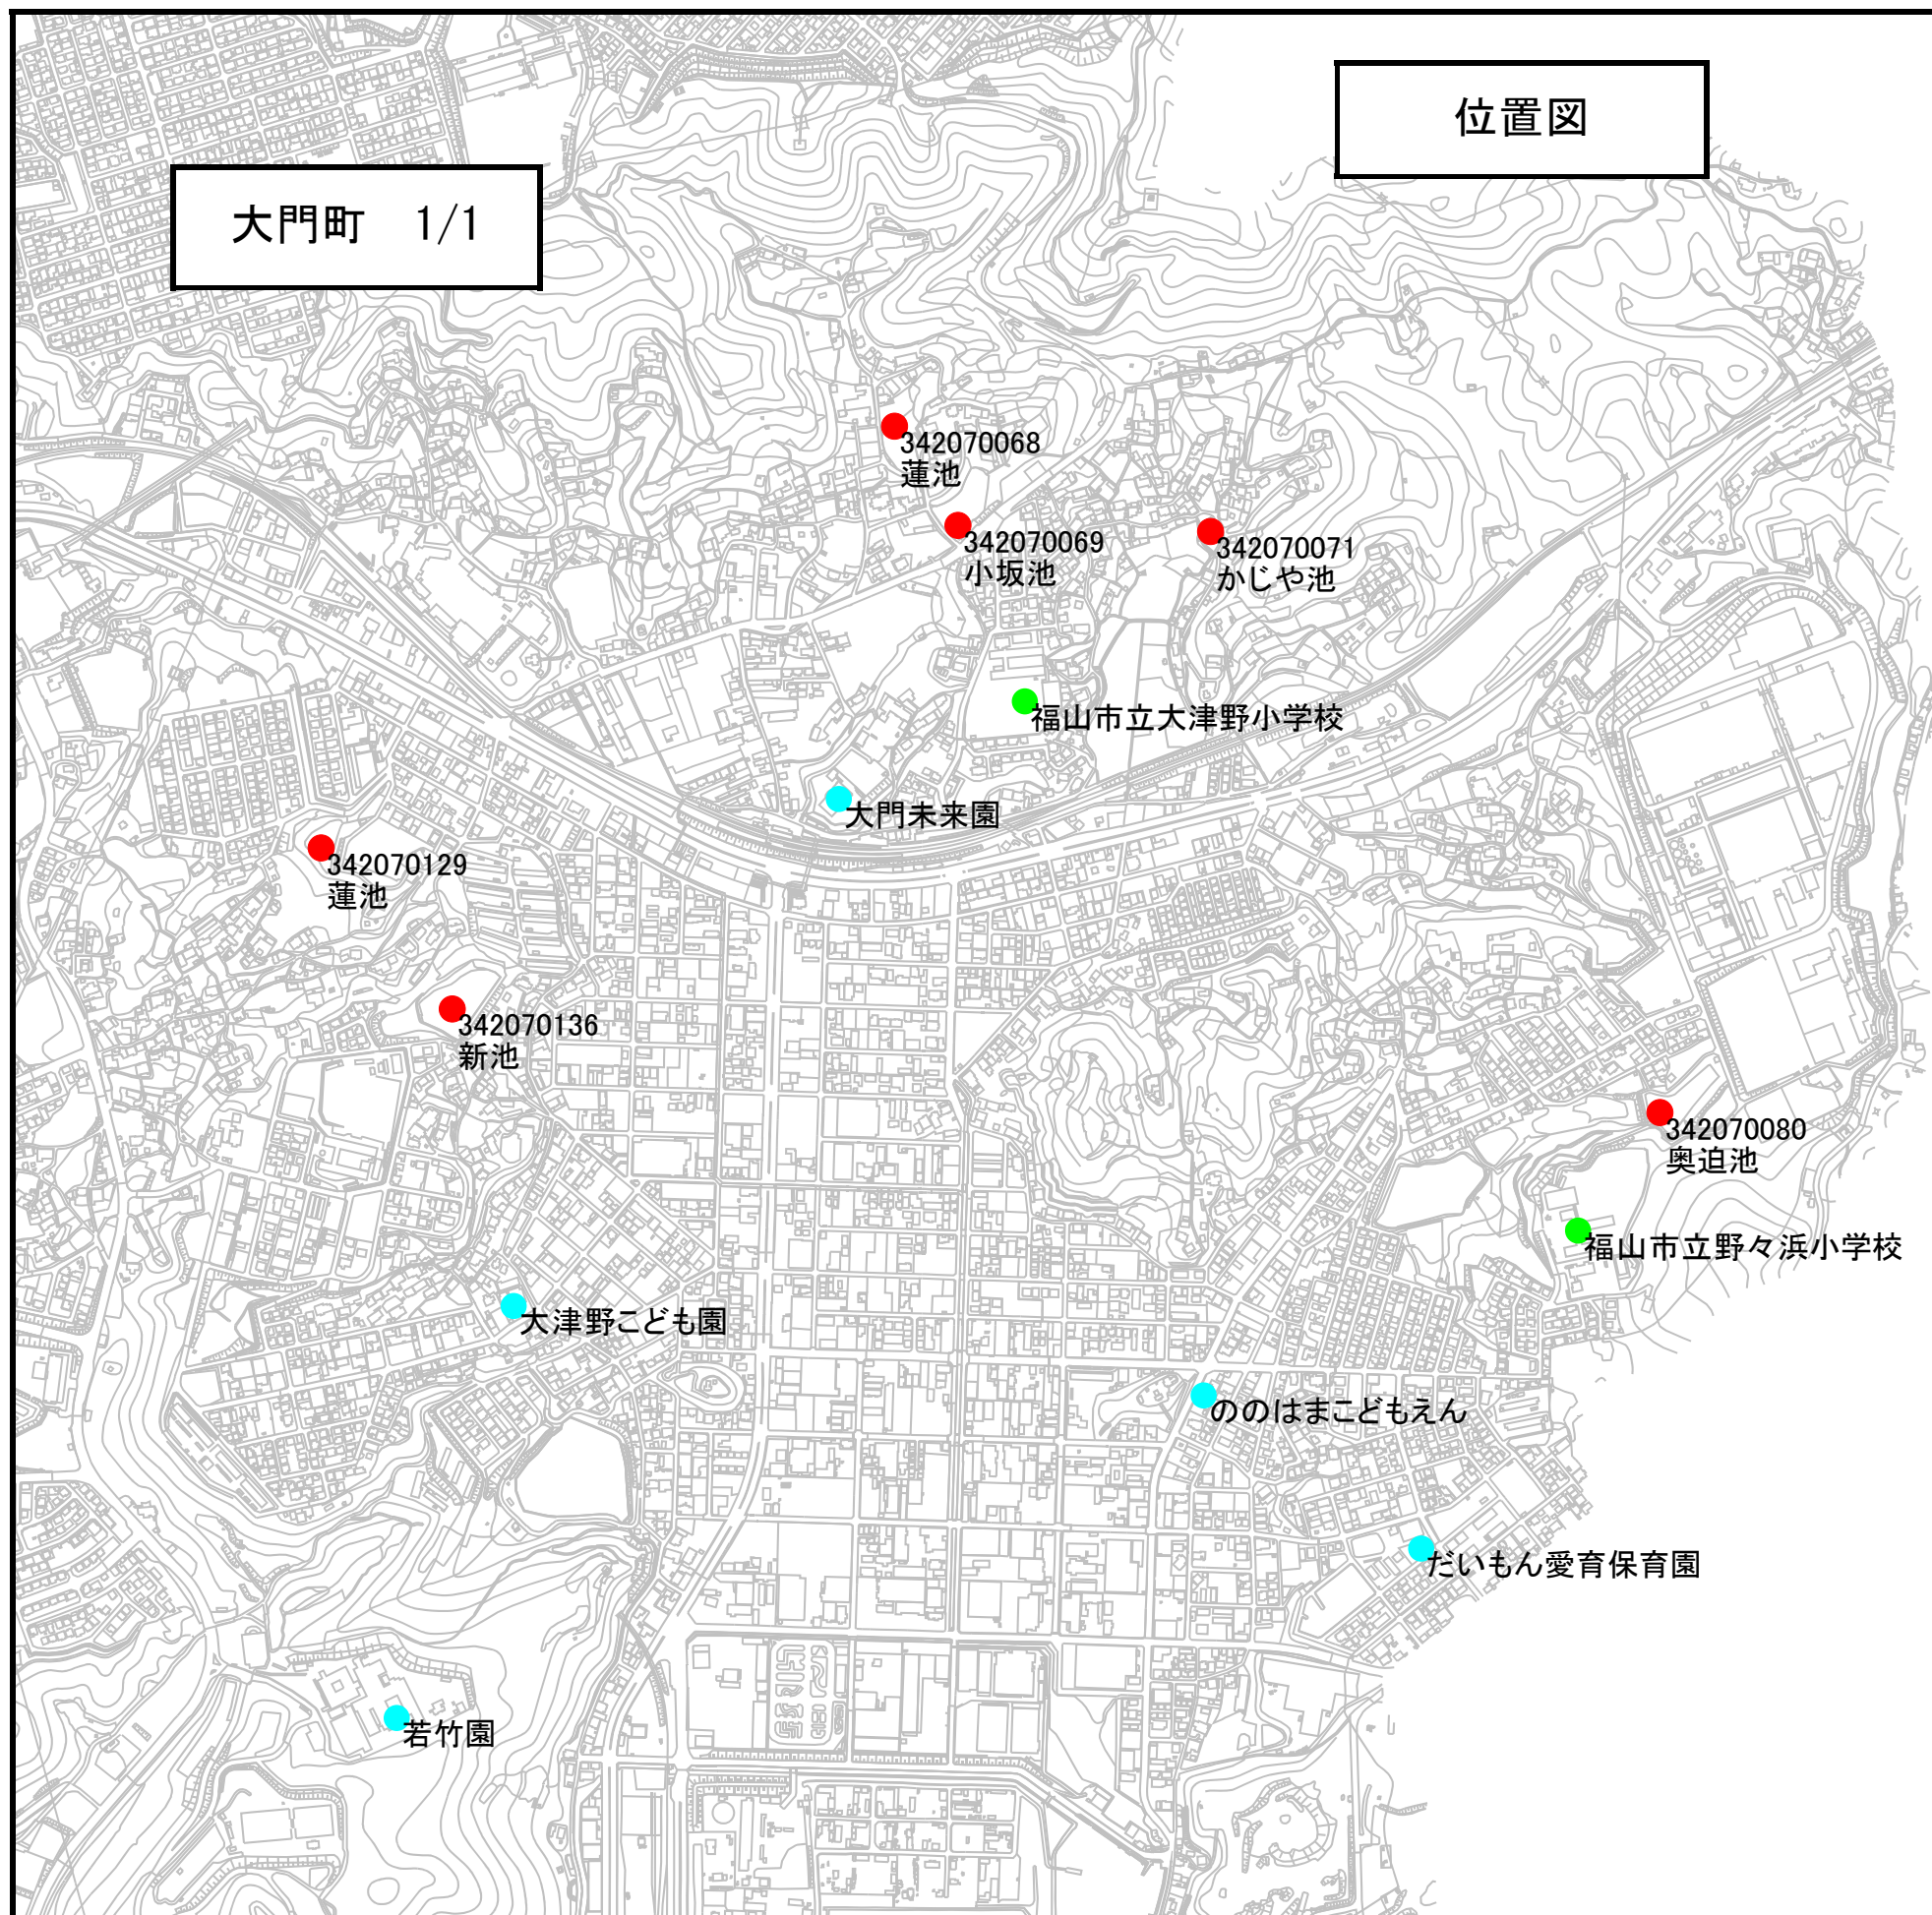 位置図
大門町　1/1
342070068
蓮池
342070069
小坂池
342070071
かじや池
福山市立大津野小学校
大門未来園
342070129
蓮池
342070136
新池
342070080
奥迫池
福山市立野々浜小学校
大津野こども園
ののはまこどもえん
だいもん愛育保育園
若竹園